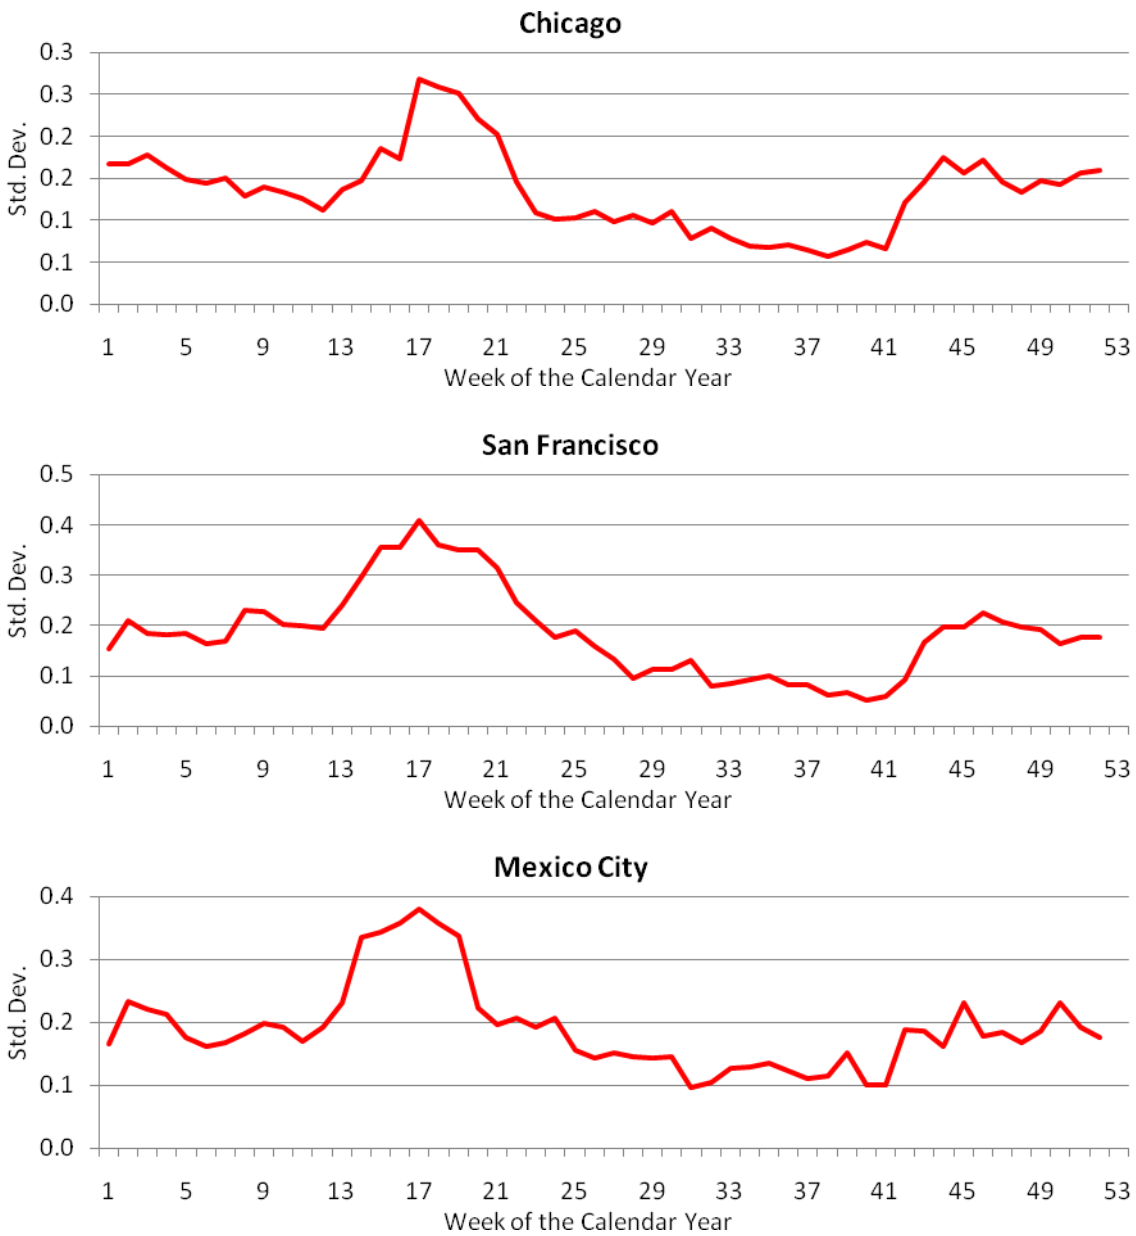 Chicago
0.3
0.3
0.2
0.2
0.1
0.1
0.0
Std. Dev.
1 5 9 13 17 21 25 29 33 37 41 45 49 53
Week of the Calendar Year
San Francisco
0.5
0.4
0.3
0.2
0.1
0.0
Std. Dev.
1 5 9 13 17 21 25 29 33 37 41 45 49 53
Week of the Calendar Year
Mexico City
0.4
0.3
0.2
0.1
0.0
Std. Dev.
1 5 9 13 17 21 25 29 33 37 41 45 49 53
Week of the Calendar Year